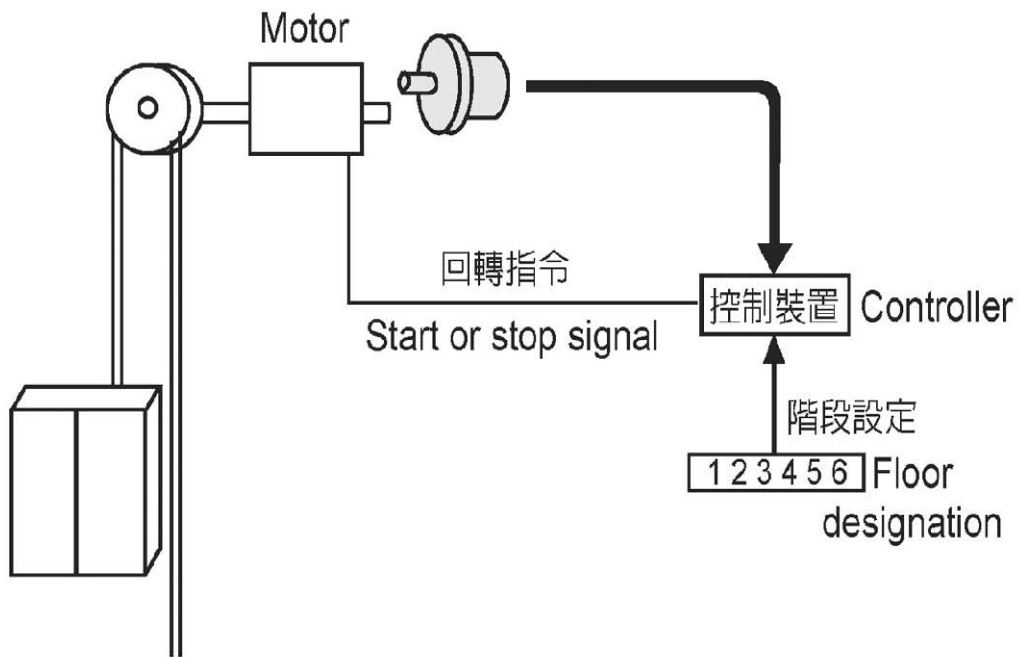 Motor
回轉指令
Start or stop signal
控制裝置 Controller
階段設定
1 2 3 4 5 6 Floor
designation